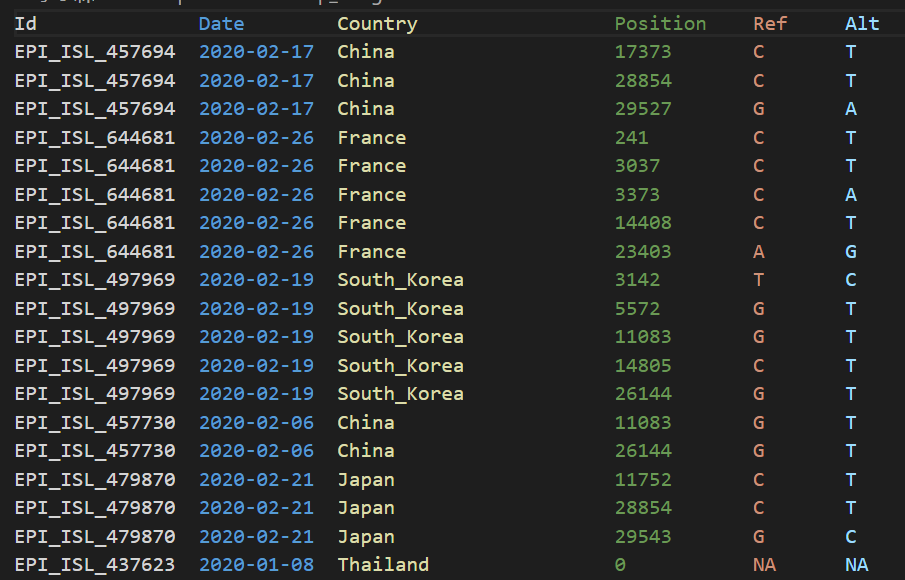 Id Date Country Position Ref Alt
EPI_ISL_457694 2020-02-17 China 17373 C T
EPI_ISL_457694 2020-02-17 China 28854 C T
EPI_ISL_457694 2020-02-17 China 29527 G A
EPI_ISL_644681 2020-02-26 France 241 C T
EPI_ISL_644681 2020-02-26 France 3037 C T
EPI_ISL_644681 2020-02-26 France 3373 C A
EPI_ISL_644681 2020-02-26 France 14408 C T
EPI_ISL_644681 2020-02-26 France 23403 A G
EPI_ISL_497969 2020-02-19 South_Korea 3142 T C
EPI_ISL_497969 2020-02-19 South_Korea 5572 G T
EPI_ISL_497969 2020-02-19 South_Korea 11083 G T
EPI_ISL_497969 2020-02-19 South_Korea 14805 C T
EPI_ISL_497969 2020-02-19 South_Korea 26144 G T
EPI_ISL_457730 2020-02-06 China 11083 G T
EPI_ISL_457730 2020-02-06 China 26144 G T
EPI_ISL_479870 2020-02-21 Japan 11752 C T
EPI_ISL_479870 2020-02-21 Japan 28854 C T
EPI_ISL_479870 2020-02-21 Japan 29543 G C
EPI_ISL_437623 2020-01-08 Thailand 0 NA NA